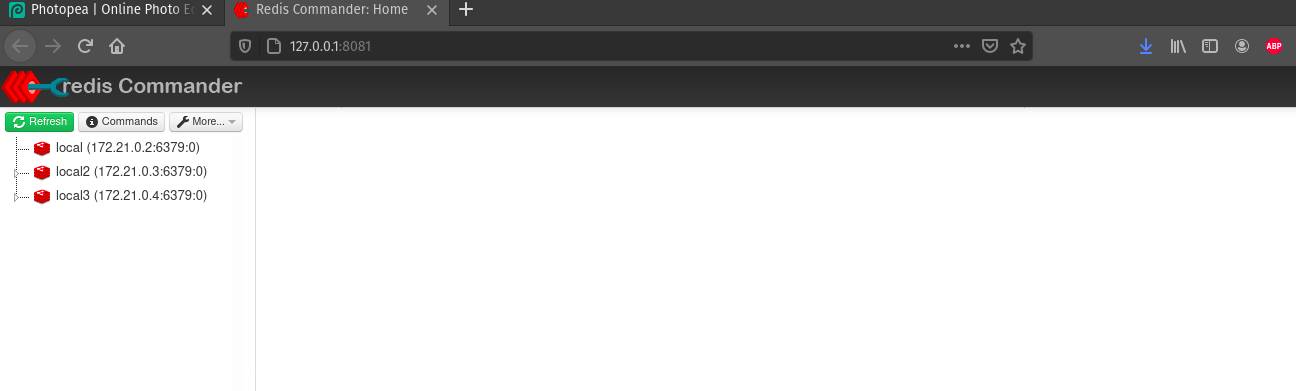 Photopea | Online Photo Ed
Redis Commander: Home
127.0.0.1:8081
ABP
redis Commander
Refresh
Commands
More...
local (172.21.0.2:6379:0)
local2 (172.21.0.3:6379:0)
local3 (172.21.0.4:6379:0)